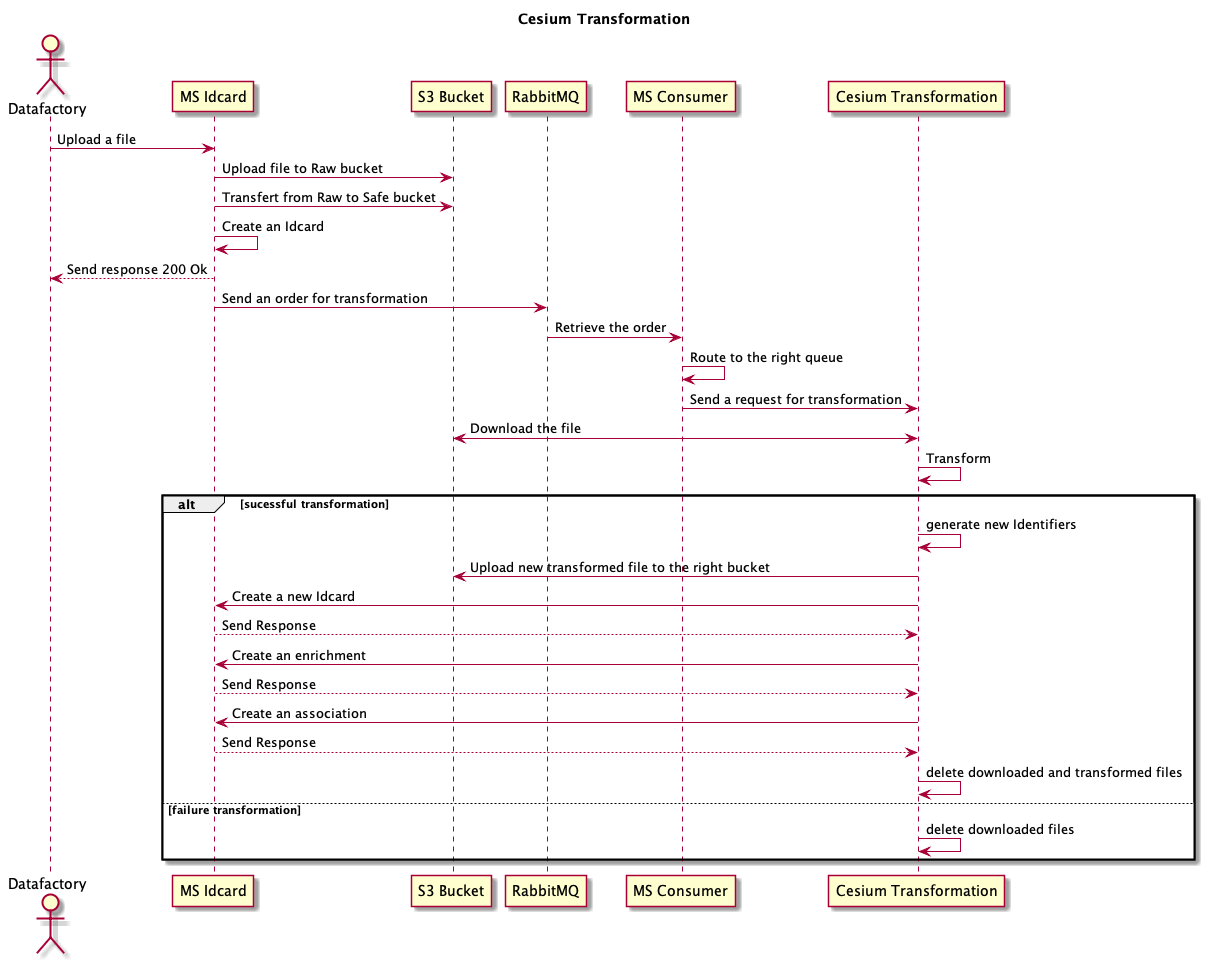 Cesium Transformation
Datafactory
MS Idcard
S3 Bucket
RabbitMQ
MS Consumer
Cesium Transformation
Upload a file
Upload file to Raw bucket
Transfert from Raw to Safe bucket
Create an Idcard
Send response 200 Ok
Send an order for transformation
Retrieve the order
Route to the right queue
Send a request for transformation
Download the file
Transform
alt
[sucessful transformation]
generate new Identifiers
Upload new transformed file to the right bucket
Create a new Idcard
Send Response
Create an enrichment
Send Response
Create an association
Send Response
delete downloaded and transformed files
[failure transformation]
delete downloaded files
Datafactory
MS Idcard
S3 Bucket
RabbitMQ
MS Consumer
Cesium Transformation